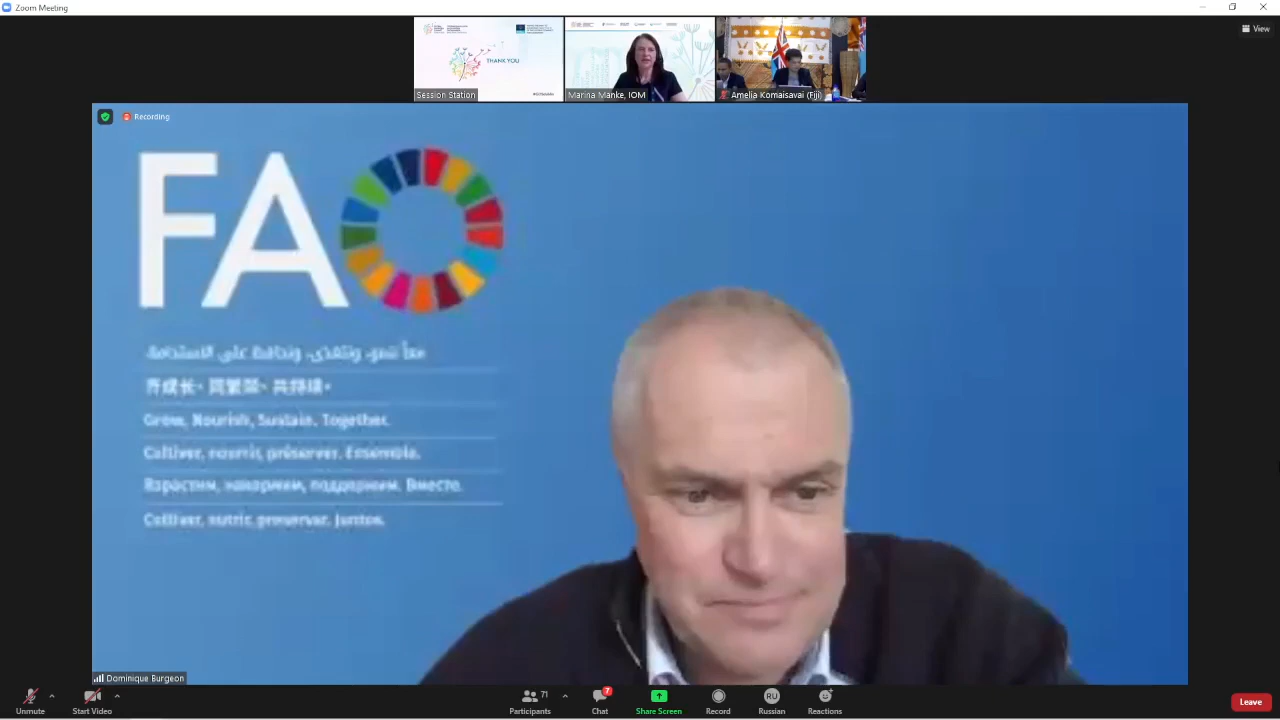 Zoom Meeting
View
THANK YOU
Session Station
Marina Manke, IOM
Amelia Komaisavai (Fiji)
Recording
FAO
معاً ننمو، ونتغذى، ونحافظ على الاستدامة.
齐成长、同繁荣、共持续。
Grow, Nourish, Sustain. Together.
Cultiver, nourrir, préserver. Ensemble.
Взрастим, накормим, поддержим. Вместе.
Cultivar, nutrir, preservar. Juntos.
Dominique Burgeon
Unmute
Start Video
71
Participants
7
Chat
Share Screen
Record
RU
Russian
Reactions
Leave